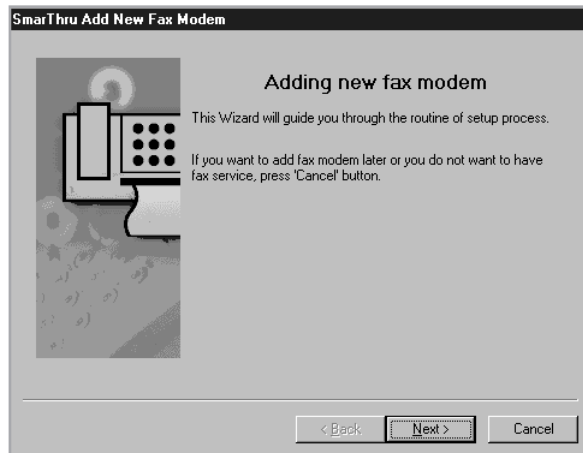 SmarThru Add New Fax Modem
Adding new fax modem
This Wizard will guide you through the routine of setup process.
If you want to add fax modem later or you do not want to have
fax service, press 'Cancel' button.
< Back
Next >
Cancel